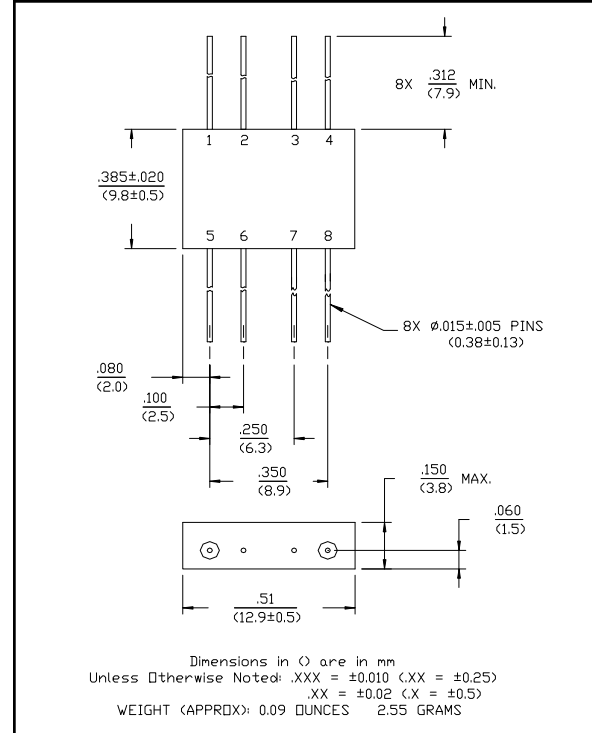 8X .312 MIN.
(7.9)
1 2 3 4
.385±.020
(9.8±0.5)
5 6 7 8
8X Ø.015±.005 PINS
(0.38±0.13)
.080
(2.0)
.100
(2.5)
.250
(6.3)
.350
(8.9)
.150 MAX.
(3.8)
.060
(1.5)
.51
(12.9±0.5)
Dimensions in () are in mm
Unless Otherwise Noted: .XXX = ±0.010 (.XX = ±0.25)
.XX = ±0.02 (.X = ±0.5)
WEIGHT (APPROX): 0.09 OUNCES 2.55 GRAMS